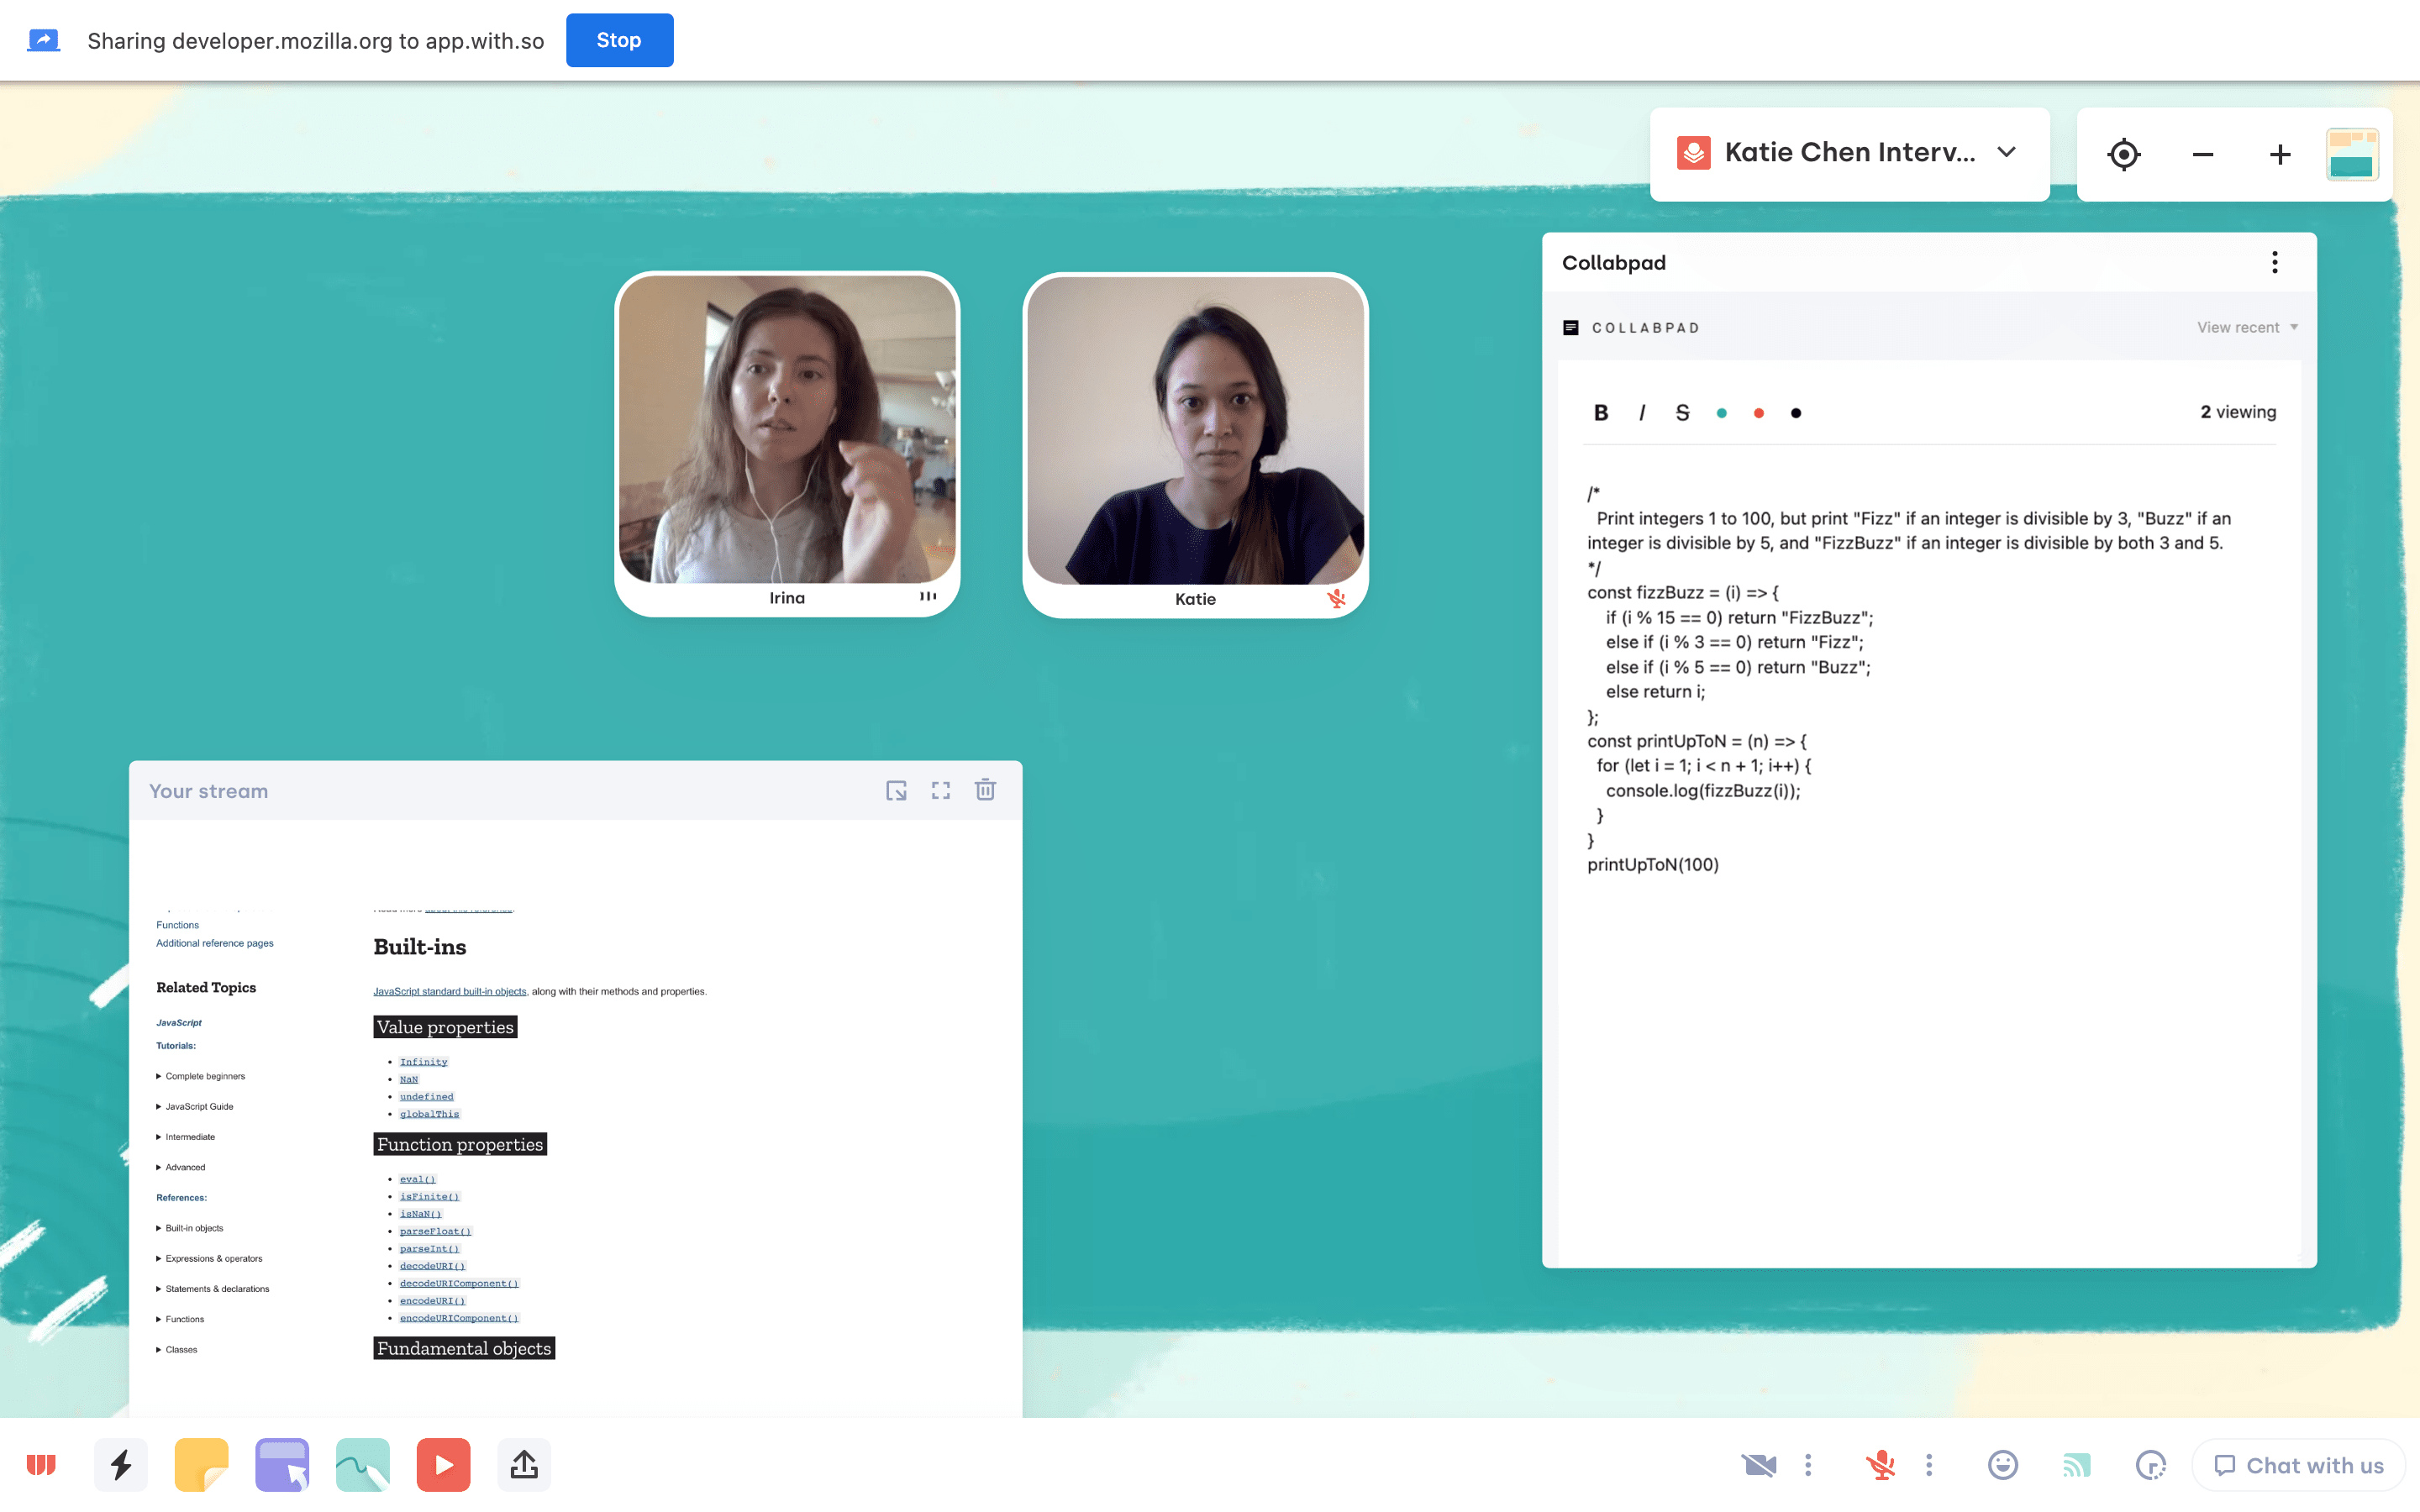 Sharing developer.mozilla.org to app.with.so
Stop
Katie Chen Interv...
Irina
Katie
Collabpad
COLLABPAD
View recent
B I S
2 viewing
/*
Print integers 1 to 100, but print "Fizz" if an integer is divisible by 3, "Buzz" if an
integer is divisible by 5, and "FizzBuzz" if an integer is divisible by both 3 and 5.
*/
const fizzBuzz = (i) => {
if (i % 15 == 0) return "FizzBuzz";
else if (i % 3 == 0) return "Fizz";
else if (i % 5 == 0) return "Buzz";
else return i;
};
const printUpToN = (n) => {
for (let i = 1; i < n + 1; i++) {
console.log(fizzBuzz(i));
}
}
printUpToN(100)
Your stream
Functions
Additional reference pages
Related Topics
JavaScript
Tutorials:
Complete beginners
JavaScript Guide
Intermediate
Advanced
References:
Built-in objects
Expressions & operators
Statements & declarations
Functions
Classes
Built-ins
JavaScript standard built-in objects, along with their methods and properties.
Value properties
Infinity
NaN
undefined
globalThis
Function properties
eval()
isFinite()
isNaN()
parseFloat()
parseInt()
decodeURI()
decodeURIComponent()
encodeURI()
encodeURIComponent()
Fundamental objects
Chat with us